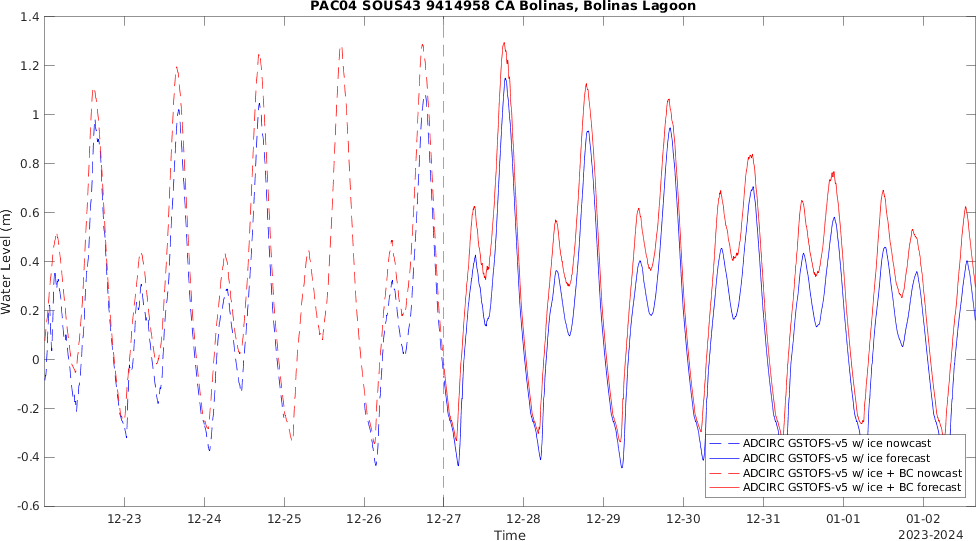 PAC04 SOUS43 9414958 CA Bolinas, Bolinas Lagoon
Water Level (m)
1.4
1.2
1
0.8
0.6
0.4
0.2
0
-0.2
-0.4
-0.6
ADCIRC GSTOFS-v5 w/ ice nowcast
ADCIRC GSTOFS-v5 w/ ice forecast
ADCIRC GSTOFS-v5 w/ ice + BC nowcast
ADCIRC GSTOFS-v5 w/ ice + BC forecast
12-23 12-24 12-25 12-26 12-27 12-28 12-29 12-30 12-31 01-01 01-02
Time
2023-2024